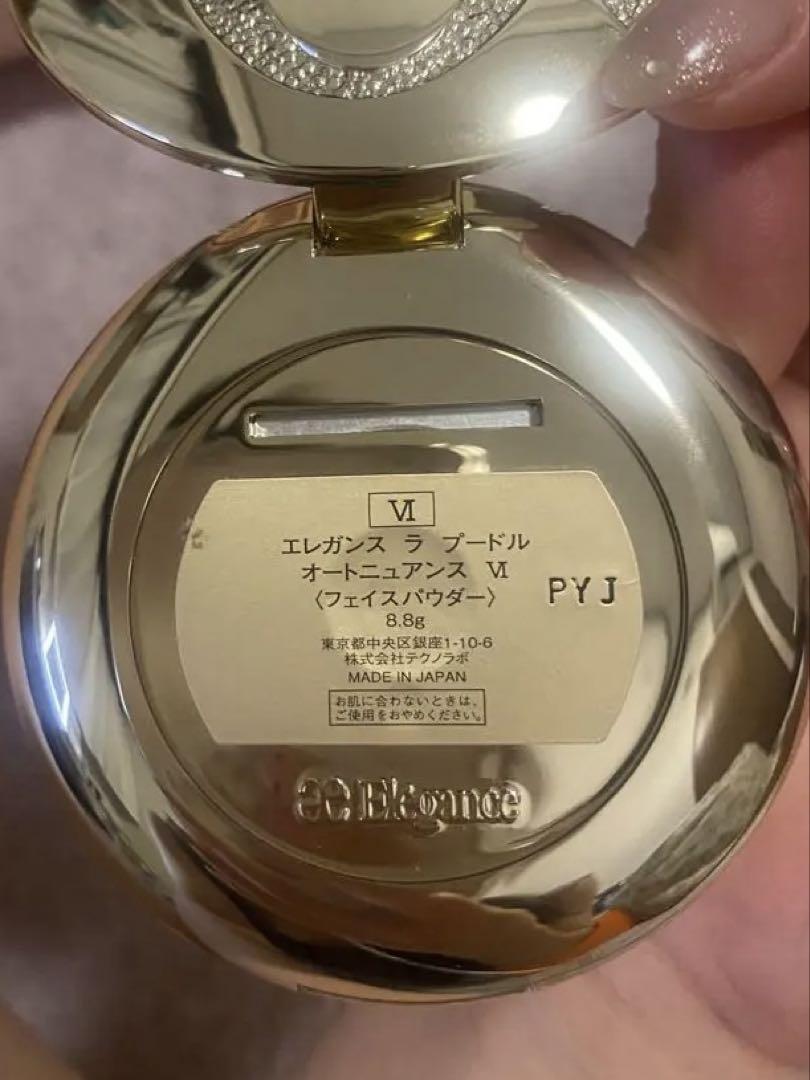 Ⅵ
エレガンス ラ プードル
オートニュアンス Ⅵ
〈フェイスパウダー〉
8.8g
PYJ
東京都中央区銀座1-10-6
株式会社テクノラボ
MADE IN JAPAN
お肌に合わないときは、
ご使用をおやめください。
Elégance